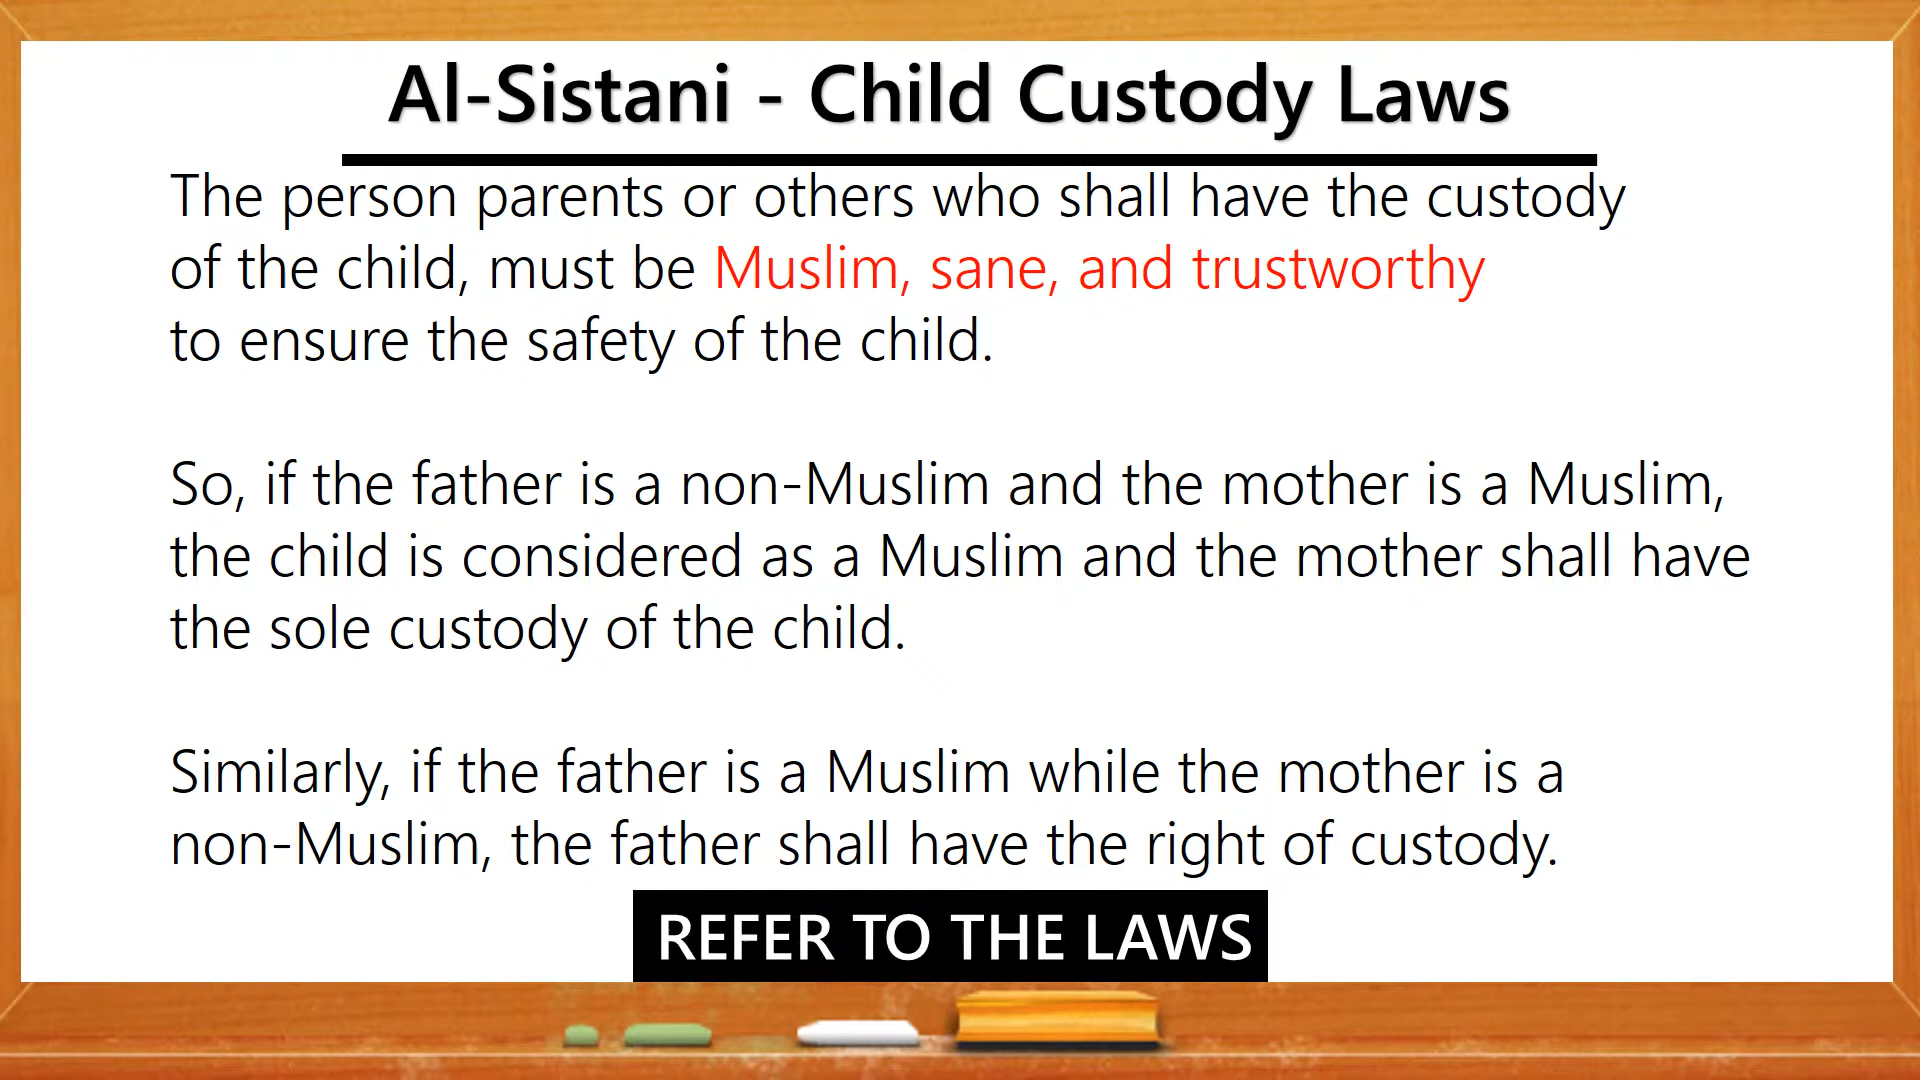 Al-Sistani - Child Custody Laws
The person parents or others who shall have the custody
of the child, must be Muslim, sane, and trustworthy
to ensure the safety of the child.
So, if the father is a non-Muslim and the mother is a Muslim,
the child is considered as a Muslim and the mother shall have
the sole custody of the child.
Similarly, if the father is a Muslim while the mother is a
non-Muslim, the father shall have the right of custody.
REFER TO THE LAWS